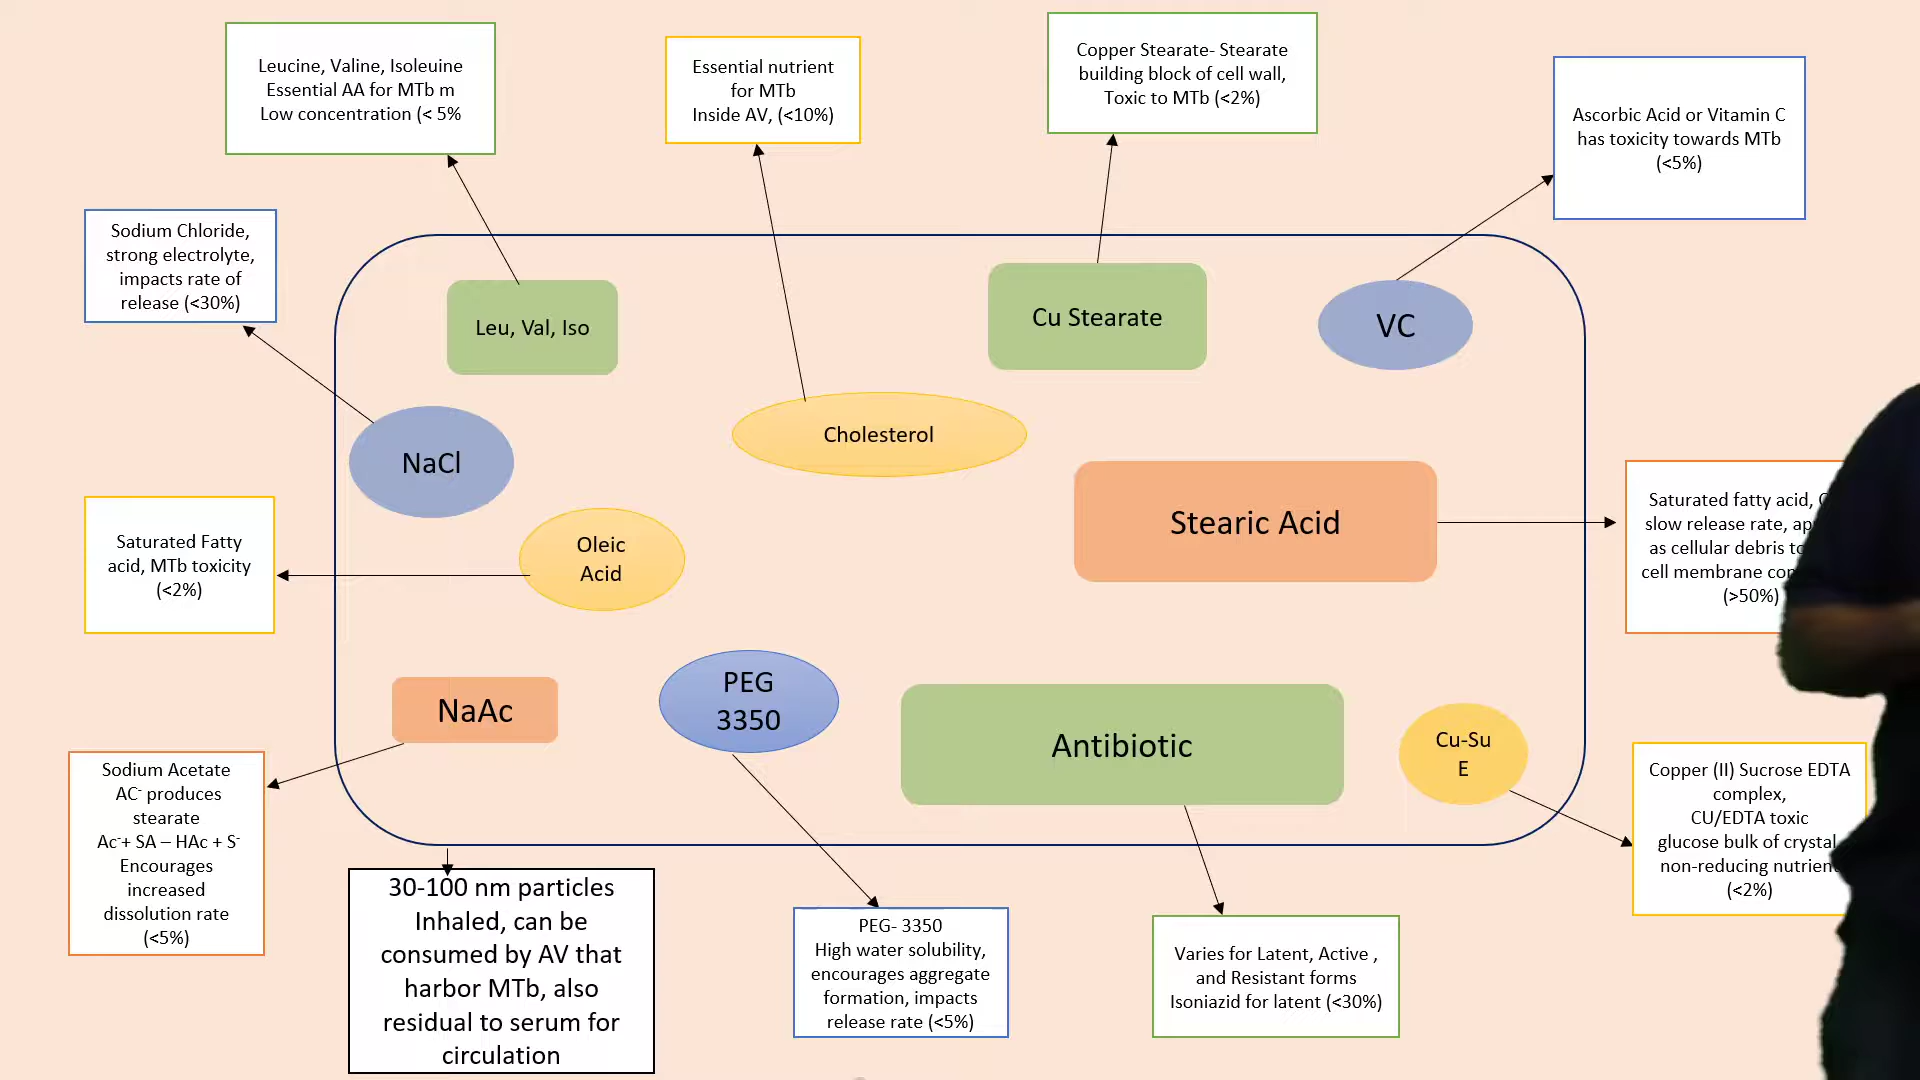 Leucine, Valine, Isoleuine
Essential AA for MTb m
Low concentration (< 5%
Essential nutrient
for MTb
Inside AV, (<10%)
Copper Stearate- Stearate
building block of cell wall,
Toxic to MTb (<2%)
Ascorbic Acid or Vitamin C
has toxicity towards MTb
(<5%)
Sodium Chloride,
strong electrolyte,
impacts rate of
release (<30%)
Leu, Val, Iso
Cu Stearate
VC
Cholesterol
NaCl
Stearic Acid
Saturated fatty acid,
slow release rate,
as cellular debris
cell membrane
(>50%)
Saturated Fatty
acid, MTb toxicity
(<2%)
Oleic
Acid
PEG
3350
NaAc
Antibiotic
Cu-Su
E
Sodium Acetate
AC⁻ produces
stearate
Ac⁻+ SA – HAc + S⁻
Encourages
increased
dissolution rate
(<5%)
Copper (II) Sucrose EDTA
complex,
CU/EDTA toxic
glucose bulk of crystal
non-reducing
(<2%)
30-100 nm particles
Inhaled, can be
consumed by AV that
harbor MTb, also
residual to serum for
circulation
PEG- 3350
High water solubility,
encourages aggregate
formation, impacts
release rate (<5%)
Varies for Latent, Active ,
and Resistant forms
Isoniazid for latent (<30%)